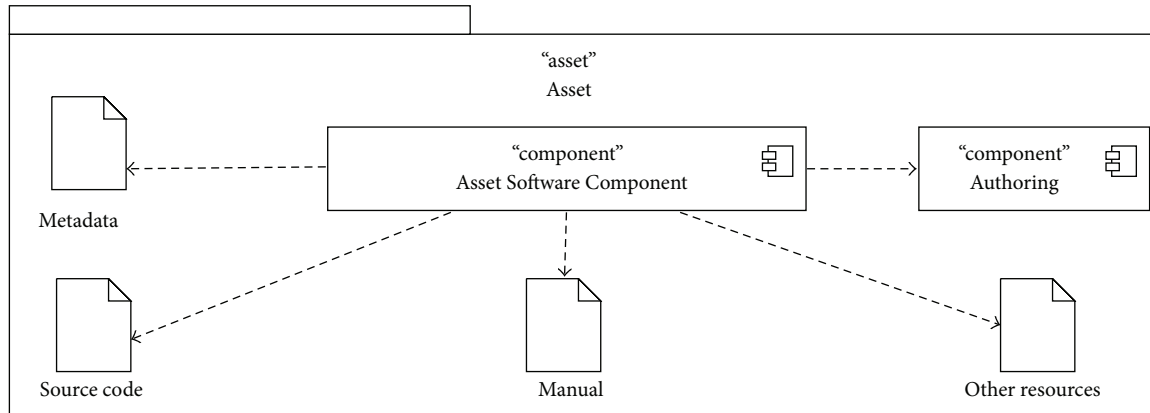 “asset”
Asset
“component”
Asset Software Component
“component”
Authoring
Metadata
Source code
Manual
Other resources